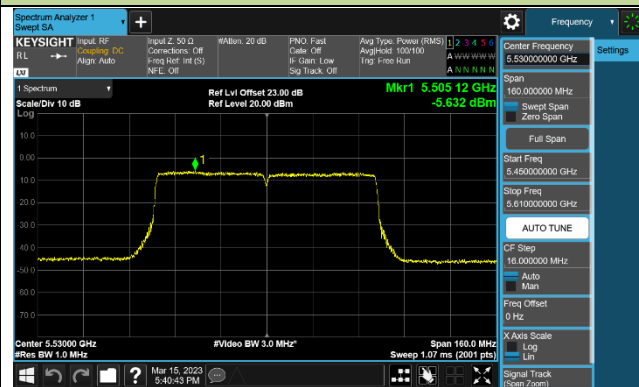 Spectrum Analyzer 1
Swept SA
Frequency
KEYSIGHT
RL
LXI
Input: RF
Coupling: DC
Align: Auto
Input Z: 50 Ω
Corrections: Off
Freq Ref: Int (S)
NFE: Off
#Atten: 20 dB
PNO: Fast
Gate: Off
IF Gain: Low
Sig Track: Off
Avg Type: Power (RMS)
Avg|Hold: 100/100
Trig: Free Run
1 2 3 4 5 6
A W W W W W
A N N N N N
1 Spectrum
Scale/Div 10 dB
Log
Ref Lvl Offset 23.00 dB
Ref Level 20.00 dBm
Mkr1 5.505 12 GHz
-5.632 dBm
10.0
0.00
1
10.0
20.0
30.0
40.0
50.0
60.0
70.0
Center 5.53000 GHz
#Res BW 1.0 MHz
#Video BW 3.0 MHz*
Span 160.0 MHz
Sweep 1.07 ms (2001 pts)
Mar 15, 2023
5:40:43 PM
Center Frequency
5.530000000 GHz
Settings
Span
160.000000 MHz
Swept Span
Zero Span
Full Span
Start Freq
5.450000000 GHz
Stop Freq
5.610000000 GHz
AUTO TUNE
CF Step
16.000000 MHz
Auto
Man
Freq Offset
0 Hz
X Axis Scale
Log
Lin
Signal Track
(Span Zoom)